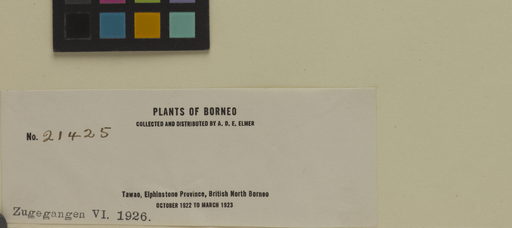 PLANTS OF BORNEO
COLLECTED AND DISTRIBUTED BY A. D. E. ELMER
No. 21425
Tawao, Elphinstone Province, British North Borneo
OCTOBER 1922 TO MARCH 1923
Zugegangen VI. 1926.